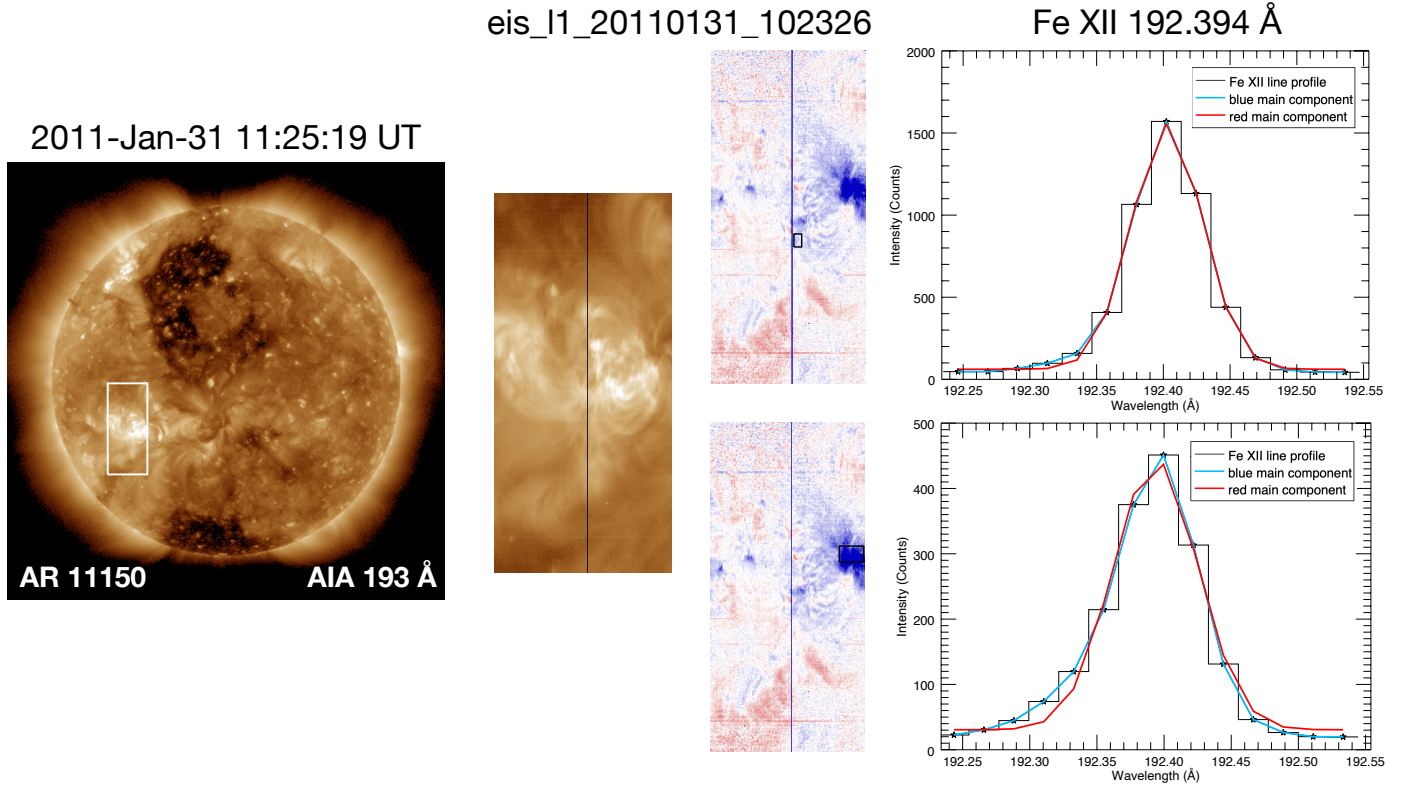 eis_l1_20110131_102326
Fe XII 192.394 Å
2011-Jan-31 11:25:19 UT
AR 11150
AIA 193 Å
2000
1500
1000
500
0
Intensity (Counts)
Fe XII line profile
blue main component
red main component
192.25 192.30 192.35 192.40 192.45 192.50 192.55
Wavelength (Å)
500
400
300
200
100
0
Intensity (Counts)
Fe XII line profile
blue main component
red main component
192.25 192.30 192.35 192.40 192.45 192.50 192.55
Wavelength (Å)